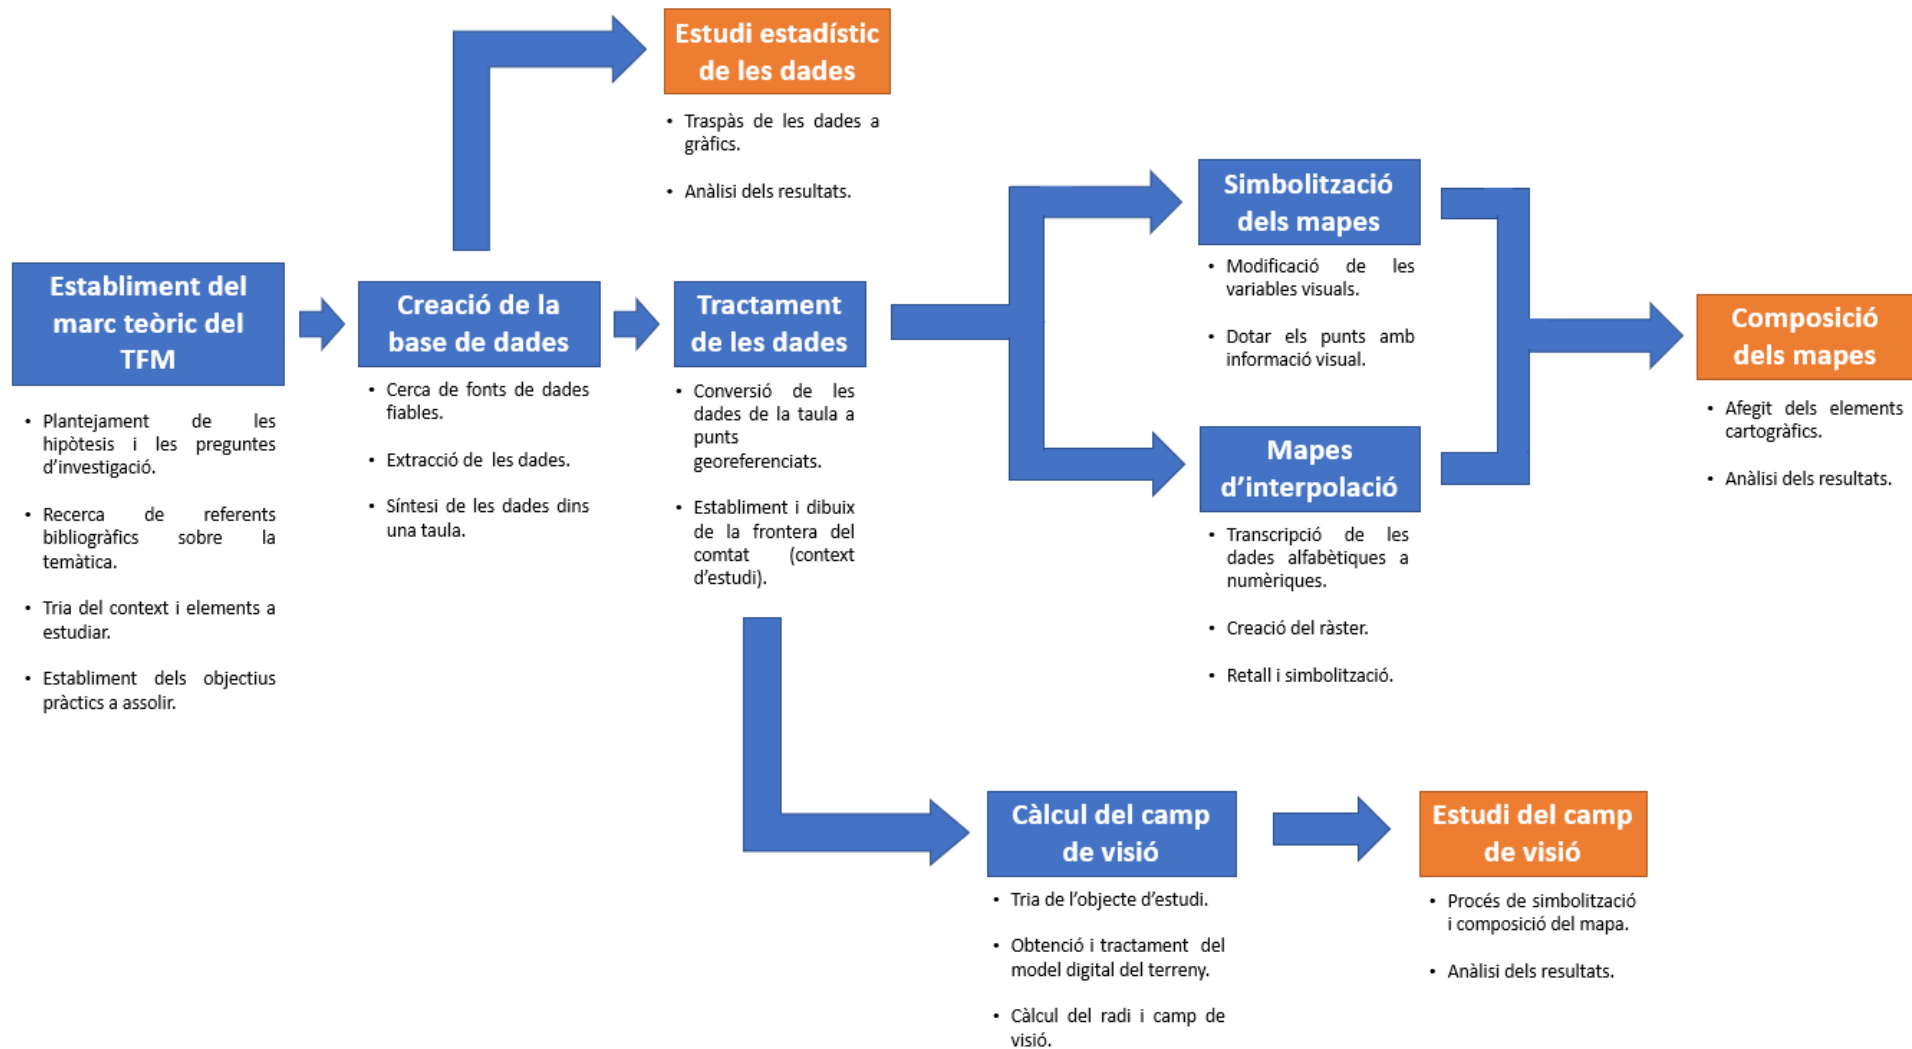 Estudi estadístic
de les dades
• Traspàs de les dades a
gràfics.
• Anàlisi dels resultats.
Establiment del
marc teòric del
TFM
• Plantejament de les
hipòtesis i les preguntes
d’investigació.
• Recerca de referents
bibliogràfics sobre la
temàtica.
• Tria del context i elements a
estudiar.
• Establiment dels objectius
pràctics a assolir.
Creació de la
base de dades
• Cerca de fonts de dades
fiables.
• Extracció de les dades.
• Síntesi de les dades dins
una taula.
Tractament
de les dades
• Conversió de les
dades de la taula a
punts
georeferenciats.
• Establiment i dibuix
de la frontera del
comtat (context
d’estudi).
Simbolització
dels mapes
• Modificació de les
variables visuals.
• Dotar els punts amb
informació visual.
Mapes
d’interpolació
• Transcripció de les
dades alfabètiques a
numèriques.
• Creació del ràster.
• Retall i simbolització.
Composició
dels mapes
• Afegit dels elements
cartogràfics.
• Anàlisi dels resultats.
Càlcul del camp
de visió
• Tria de l’objecte d’estudi.
• Obtenció i tractament del
model digital del terreny.
• Càlcul del radi i camp de
visió.
Estudi del camp
de visió
• Procés de simbolització
i composició del mapa.
• Anàlisi dels resultats.